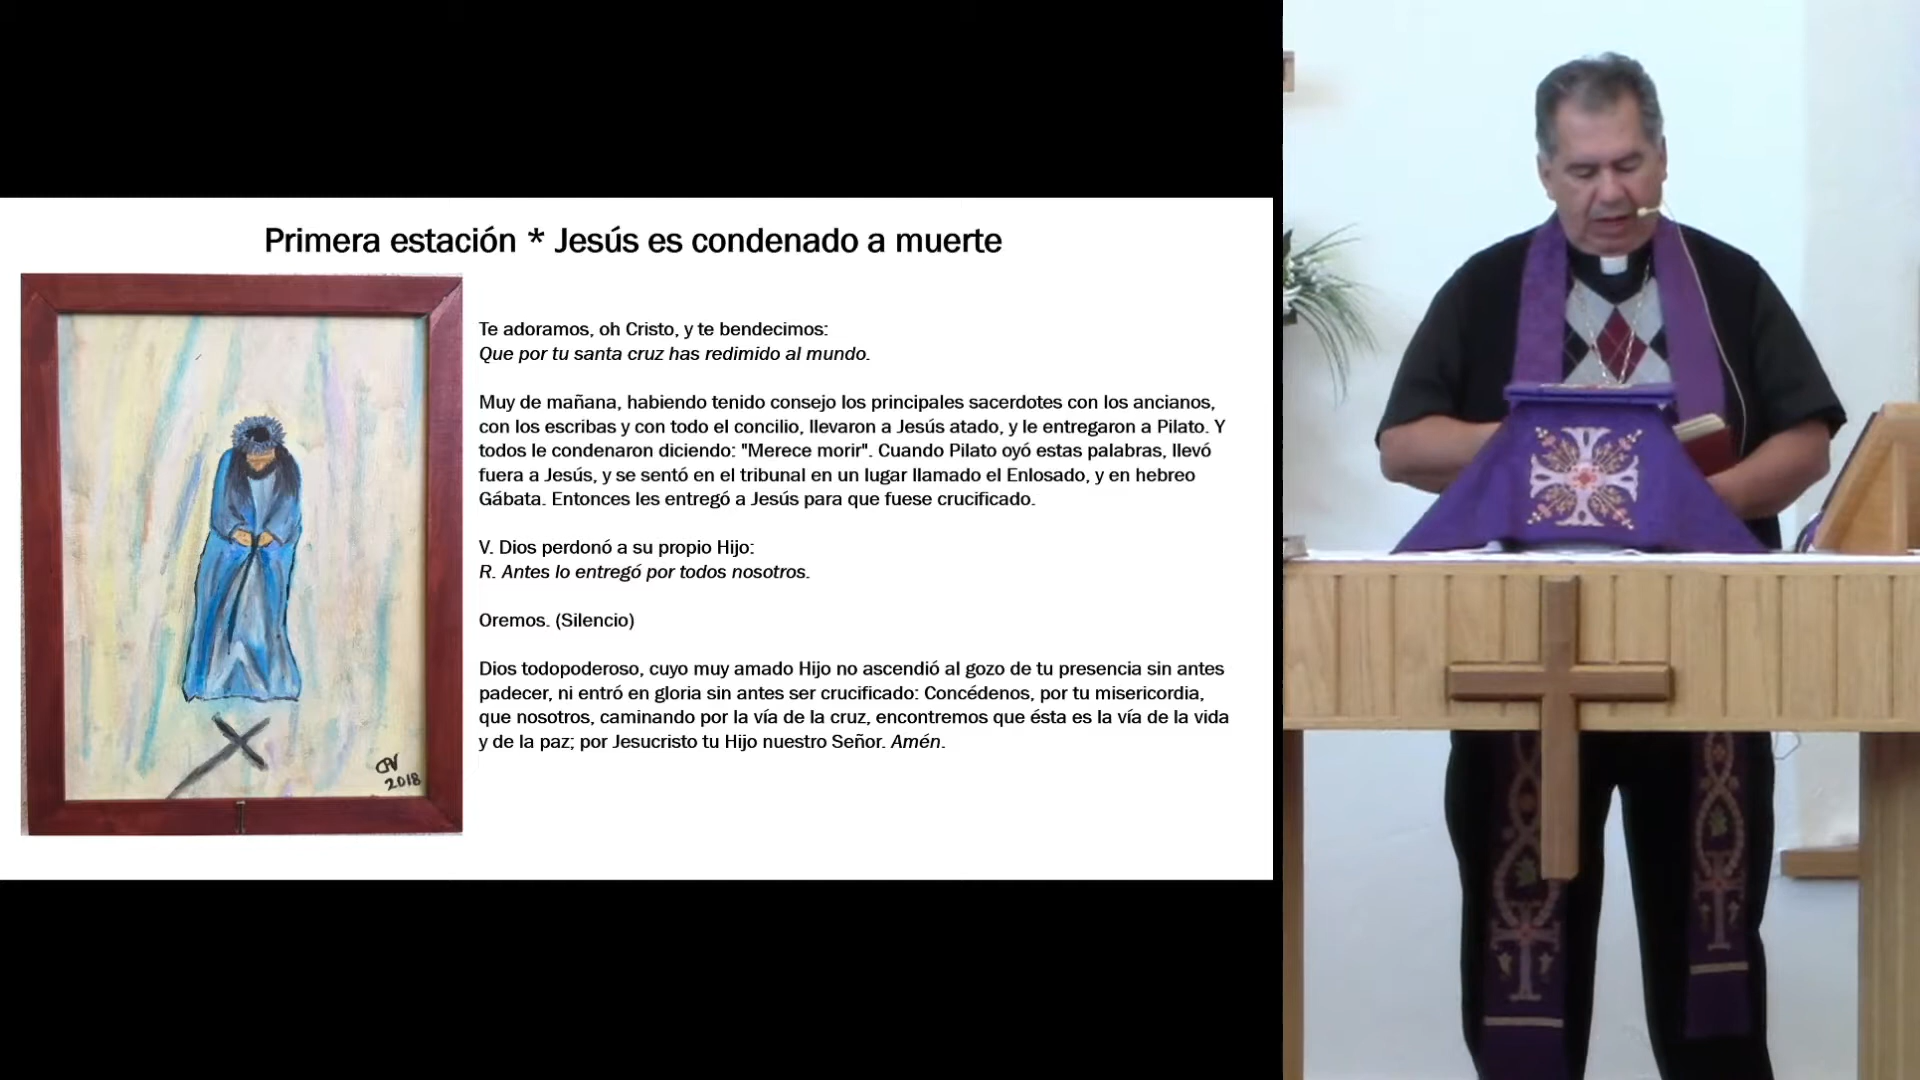 Primera estación * Jesús es condenado a muerte
Te adoramos, oh Cristo, y te bendecimos:
Que por tu santa cruz has redimido al mundo.
Muy de mañana, habiendo tenido consejo los principales sacerdotes con los ancianos,
con los escribas y con todo el concilio, llevaron a Jesús atado, y le entregaron a Pilato. Y
todos le condenaron diciendo: "Merece morir". Cuando Pilato oyó estas palabras, llevó
fuera a Jesús, y se sentó en el tribunal en un lugar llamado el Enlosado, y en hebreo
Gábata. Entonces les entregó a Jesús para que fuese crucificado.
V. Dios perdonó a su propio Hijo:
R. Antes lo entregó por todos nosotros.
Oremos. (Silencio)
Dios todopoderoso, cuyo muy amado Hijo no ascendió al gozo de tu presencia sin antes
padecer, ni entró en gloria sin antes ser crucificado: Concédenos, por tu misericordia,
que nosotros, caminando por la vía de la cruz, encontremos que ésta es la vía de la vida
y de la paz; por Jesucristo tu Hijo nuestro Señor. Amén.
2018